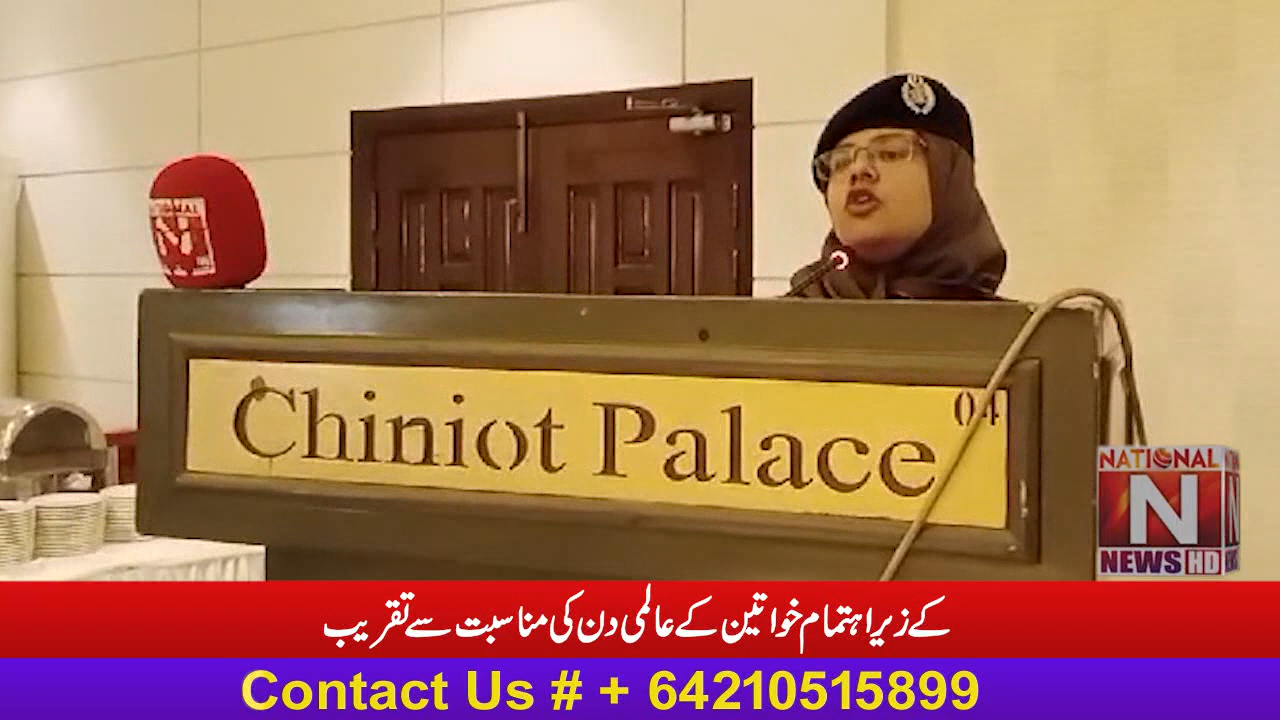 NATIONAL
N
Chiniot Palace 04
NATIONAL
N N
NEWS HD
کے زیر اہتمام خواتین کے عالمی دن کی مناسبت سے تقریب
Contact Us # + 64210515899